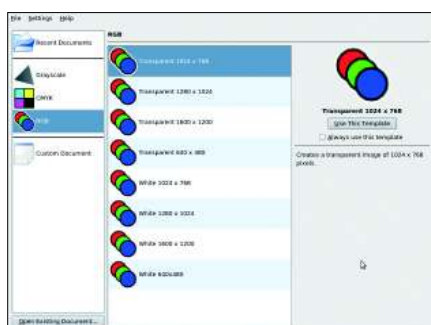 File Settings Help
Recent Documents
Grayscale
CMYK
RGB
Custom Document
Open Existing Document...
RGB
Transparent 1024 x 768
Transparent 1280 x 1024
Transparent 1600 x 1200
Transparent 640 x 480
White 1024 x 768
White 1280 x 1024
White 1600 x 1200
White 640x480
Transparent 1024 x 768
Use This Template
Always use this template
Creates a transparent image of 1024 x 768
pixels.